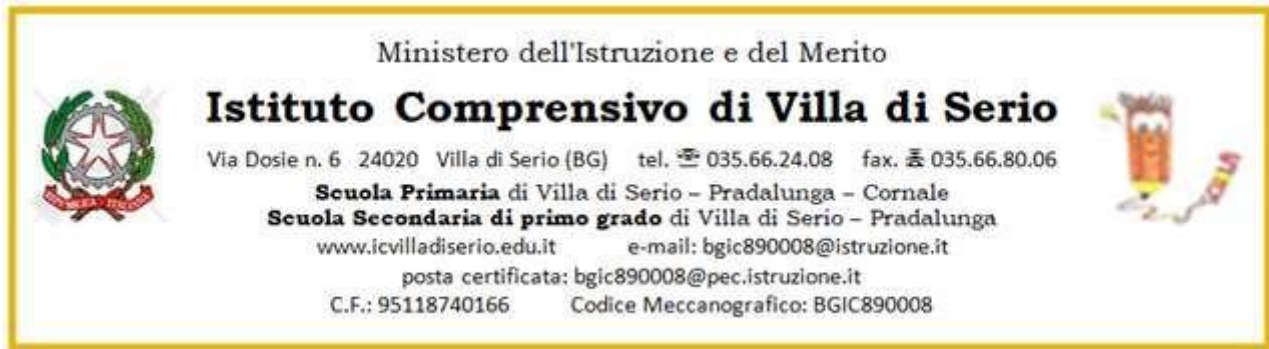 Ministero dell'Istruzione e del Merito
Istituto Comprensivo di Villa di Serio
Via Dosie n. 6 24020 Villa di Serio (BG) tel. ☎ 035.66.24.08 fax. 035.66.80.06
Scuola Primaria di Villa di Serio – Pradalunga – Cornale
Scuola Secondaria di primo grado di Villa di Serio – Pradalunga
www.icvilladiserio.edu.it e-mail: bgic890008@istruzione.it
posta certificata: bgic890008@pec.istruzione.it
C.F.: 95118740166 Codice Meccanografico: BGIC890008
REPVBBLICA ITALIANA